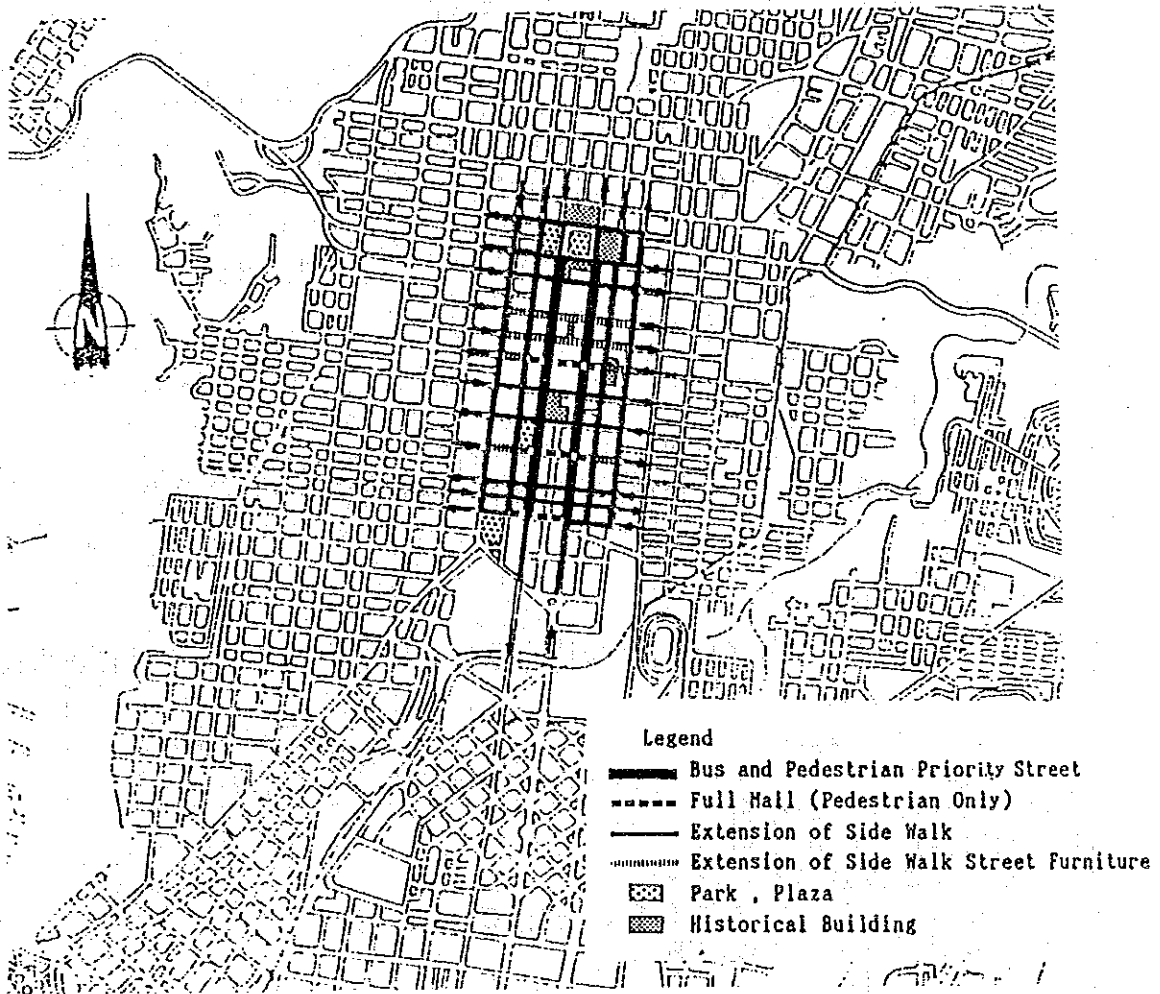 N
Legend
Bus and Pedestrian Priority Street
Full Mall (Pedestrian Only)
Extension of Side Walk
Extension of Side Walk Street Furniture
Park , Plaza
Historical Building